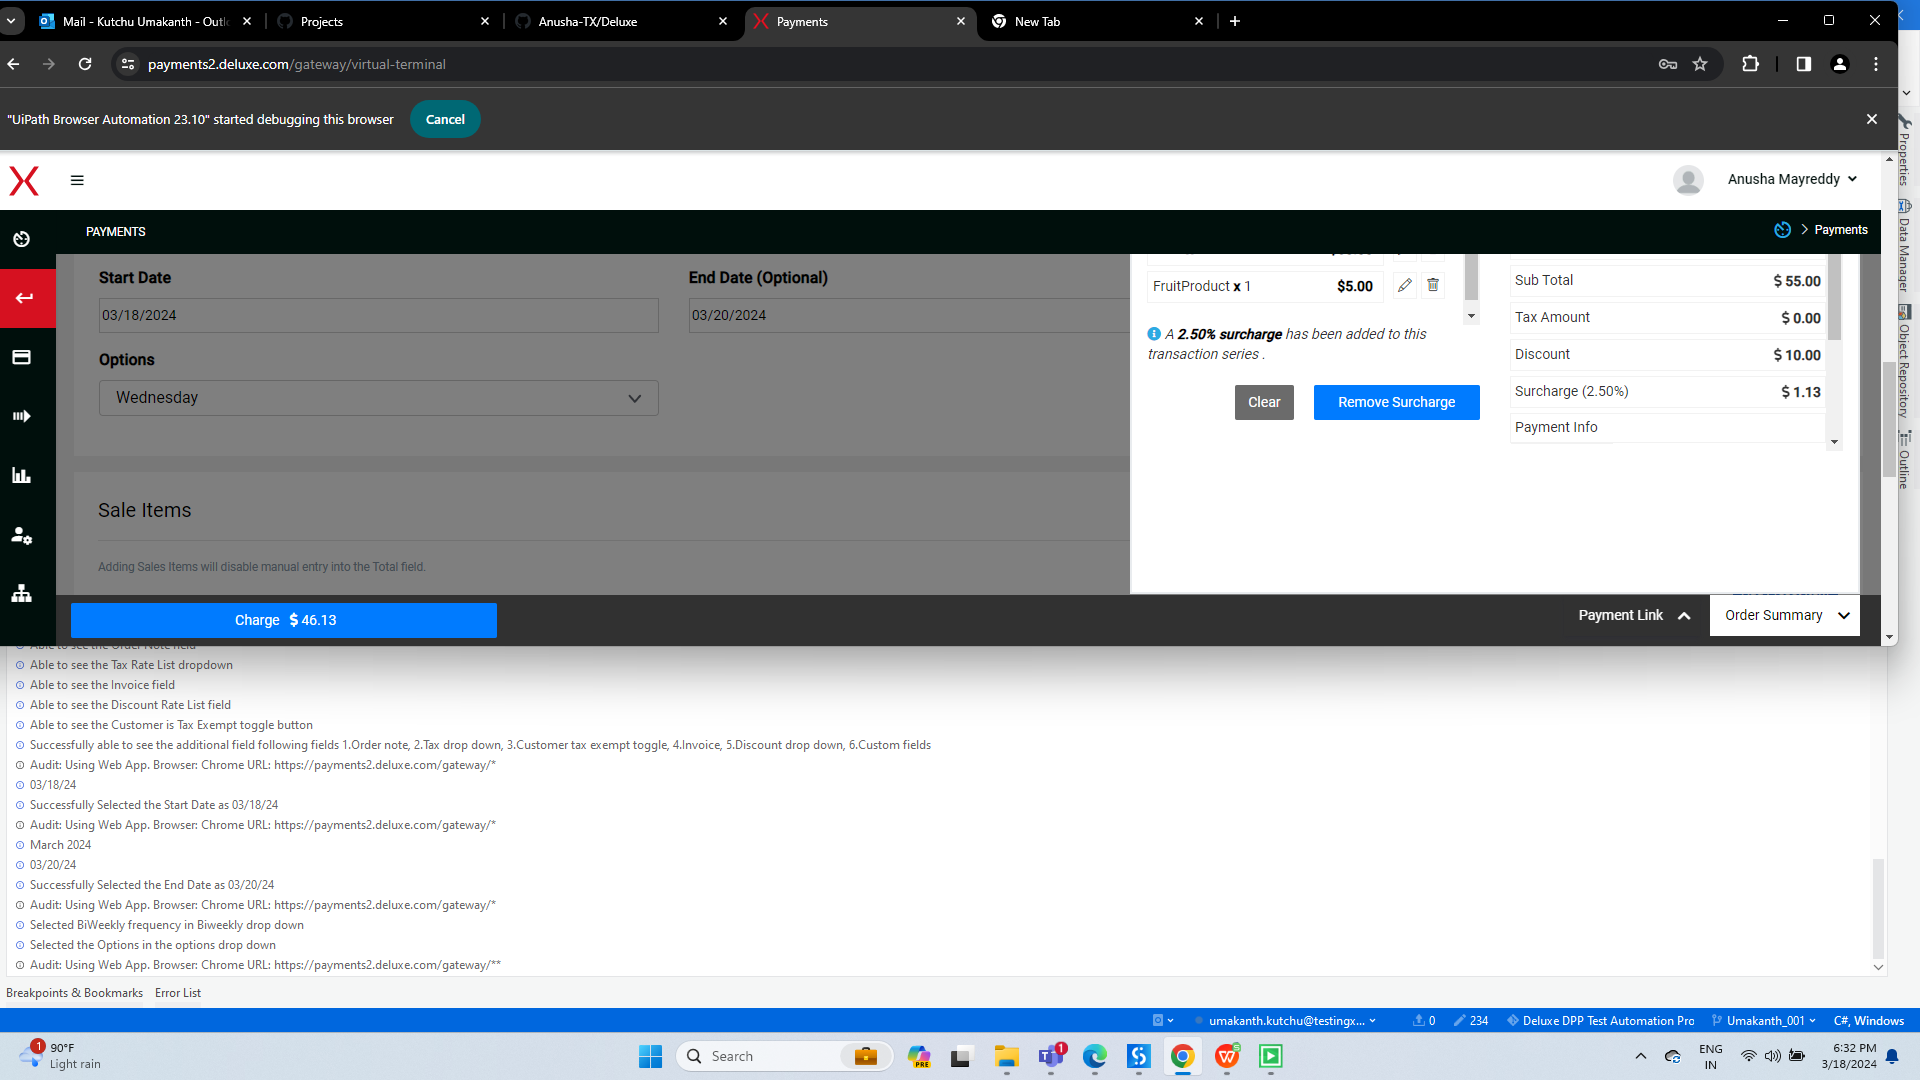 Mail - Kutchu Umakanth - Outlo
Projects
Anusha-TX/Deluxe
Payments
New Tab
payments2.deluxe.com/gateway/virtual-terminal
"UiPath Browser Automation 23.10" started debugging this browser
Cancel
Anusha Mayreddy
PAYMENTS
Payments
Start Date
End Date (Optional)
03/18/2024
03/20/2024
Options
Wednesday
Sale Items
Adding Sales Items will disable manual entry into the Total field.
FruitProduct x 1 $5.00
A 2.50% surcharge has been added to this
transaction series .
Clear
Remove Surcharge
Sub Total $ 55.00
Tax Amount $ 0.00
Discount $ 10.00
Surcharge (2.50%) $ 1.13
Payment Info
Charge $ 46.13
Payment Link
Order Summary
Properties
Data Manager
Object Repository
Outline
Able to see the Order Note field
Able to see the Tax Rate List dropdown
Able to see the Invoice field
Able to see the Discount Rate List field
Able to see the Customer is Tax Exempt toggle button
Successfully able to see the additional field following fields 1.Order note, 2.Tax drop down, 3.Customer tax exempt toggle, 4.Invoice, 5.Discount drop down, 6.Custom fields
Audit: Using Web App. Browser: Chrome URL: https://payments2.deluxe.com/gateway/*
03/18/24
Successfully Selected the Start Date as 03/18/24
Audit: Using Web App. Browser: Chrome URL: https://payments2.deluxe.com/gateway/*
March 2024
03/20/24
Successfully Selected the End Date as 03/20/24
Audit: Using Web App. Browser: Chrome URL: https://payments2.deluxe.com/gateway/*
Selected BiWeekly frequency in Biweekly drop down
Selected the Options in the options drop down
Audit: Using Web App. Browser: Chrome URL: https://payments2.deluxe.com/gateway/**
Breakpoints & Bookmarks
Error List
umakanth.kutchu@testingx...
0
234
Deluxe DPP Test Automation Pro
Umakanth_001
C#, Windows
1
90°F
Light rain
Search
PRE
1
ENG
IN
6:32 PM
3/18/2024